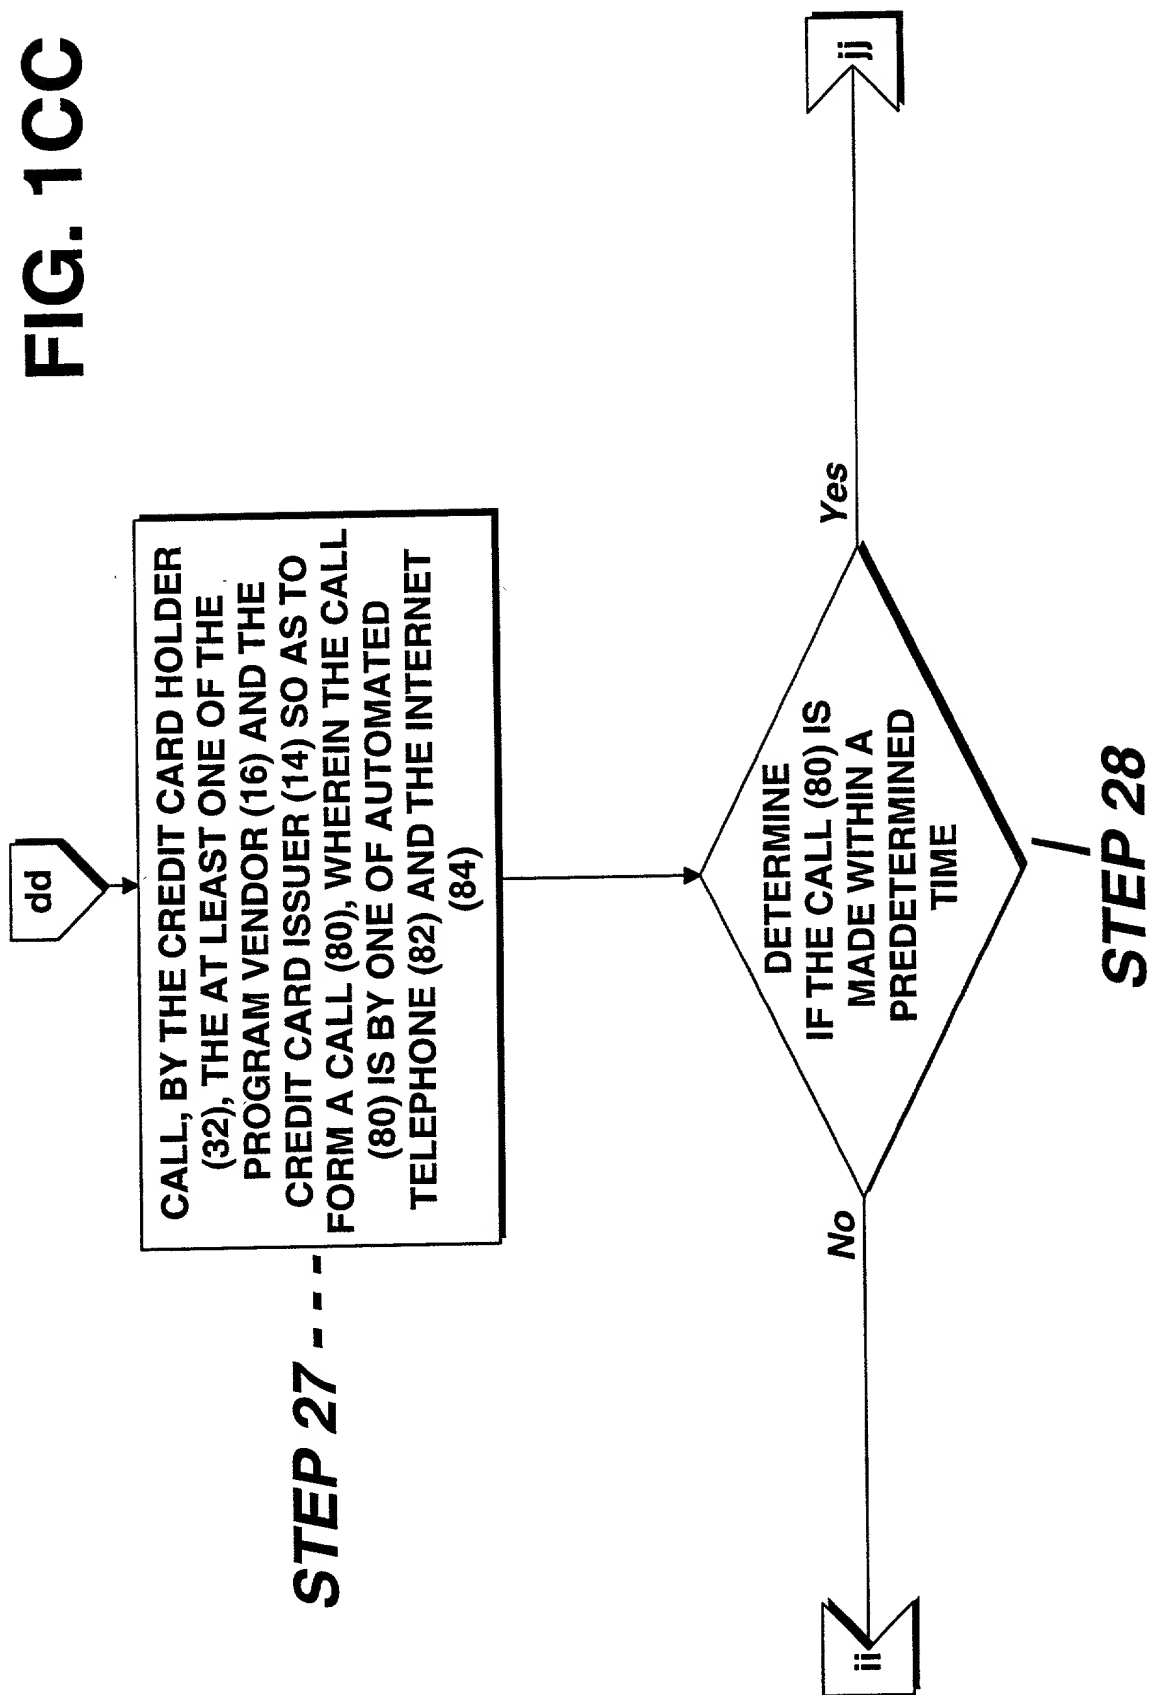 FIG. 1CC
dd
CALL, BY THE CREDIT CARD HOLDER
(32), THE AT LEAST ONE OF THE
PROGRAM VENDOR (16) AND THE
CREDIT CARD ISSUER (14) SO AS TO
FORM A CALL (80), WHEREIN THE CALL
(80) IS BY ONE OF AUTOMATED
TELEPHONE (82) AND THE INTERNET
(84)
STEP 27
DETERMINE
IF THE CALL (80) IS
MADE WITHIN A
PREDETERMINED
TIME
No
Yes
ii
jj
STEP 28